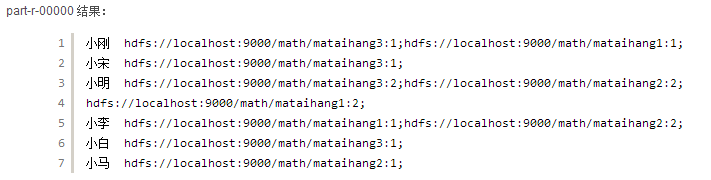 part-r-00000 结果：
1 小刚 hdfs://localhost:9000/math/mataihang3:1;hdfs://localhost:9000/math/mataihang1:1;
2 小宋 hdfs://localhost:9000/math/mataihang3:1;
3 小明 hdfs://localhost:9000/math/mataihang3:2;hdfs://localhost:9000/math/mataihang2:2;
4 hdfs://localhost:9000/math/mataihang1:2;
5 小李 hdfs://localhost:9000/math/mataihang1:1;hdfs://localhost:9000/math/mataihang2:2;
6 小白 hdfs://localhost:9000/math/mataihang3:1;
7 小马 hdfs://localhost:9000/math/mataihang2:1;